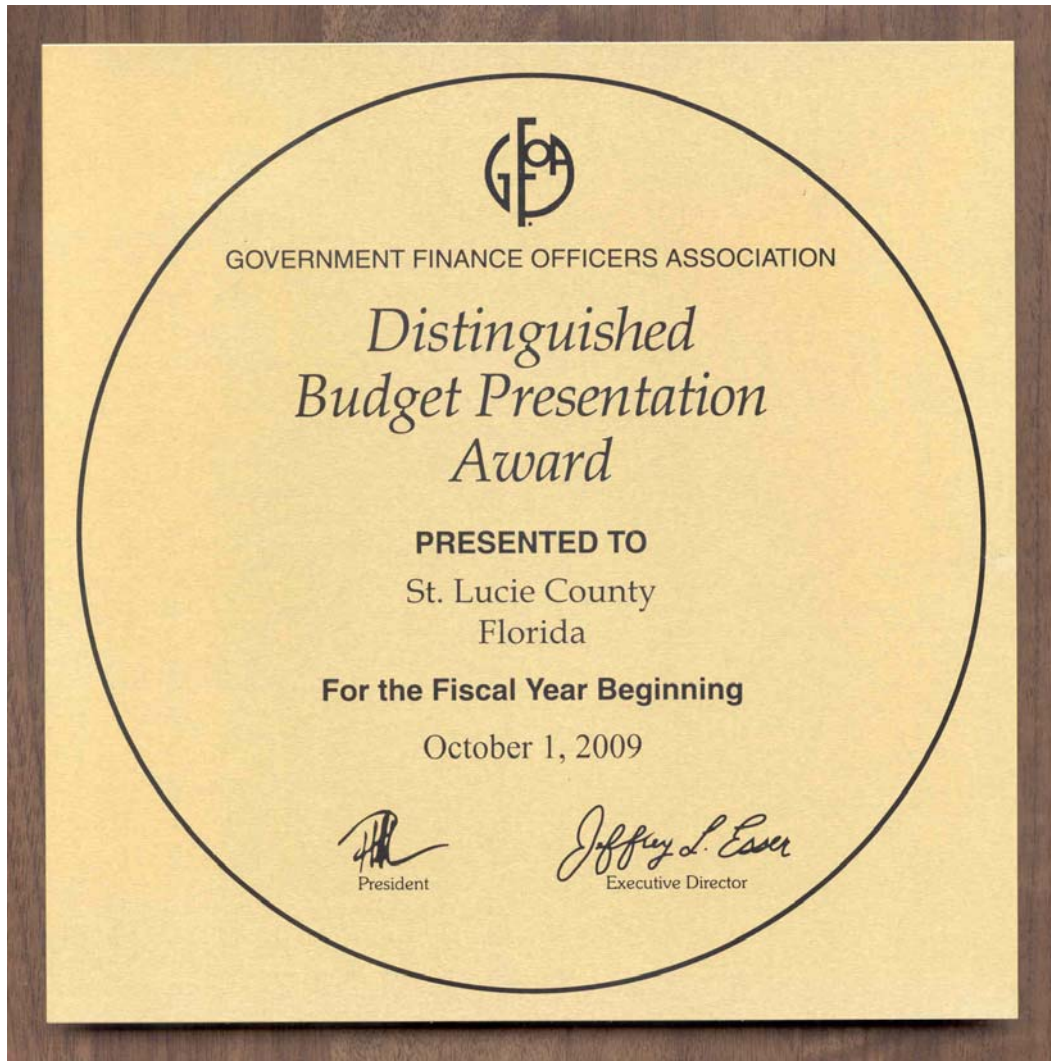 GFOA
GOVERNMENT FINANCE OFFICERS ASSOCIATION
Distinguished
Budget Presentation
Award
PRESENTED TO
St. Lucie County
Florida
For the Fiscal Year Beginning
October 1, 2009
Jeffrey L. Esser
President
Executive Director